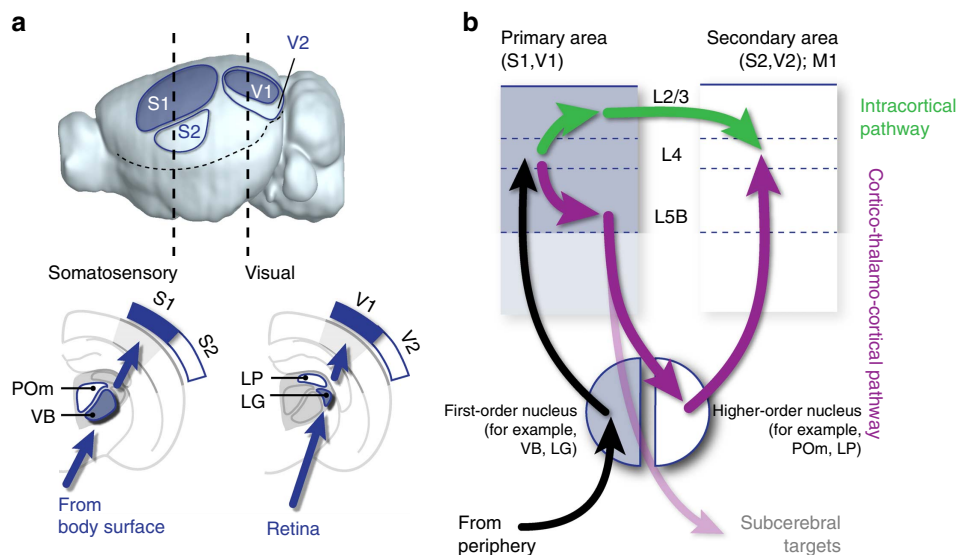 a
V2
S1
V1
S2
Somatosensory
Visual
S1
S2
POm
VB
From
body surface
V1
V2
LP
LG
Retina
b
Primary area
(S1,V1)
Secondary area
(S2,V2); M1
L2/3
L4
L5B
Intracortical
pathway
Cortico-thalamo-cortical pathway
First-order nucleus
(for example,
VB, LG)
Higher-order nucleus
(for example,
POm, LP)
From
periphery
Subcerebral
targets